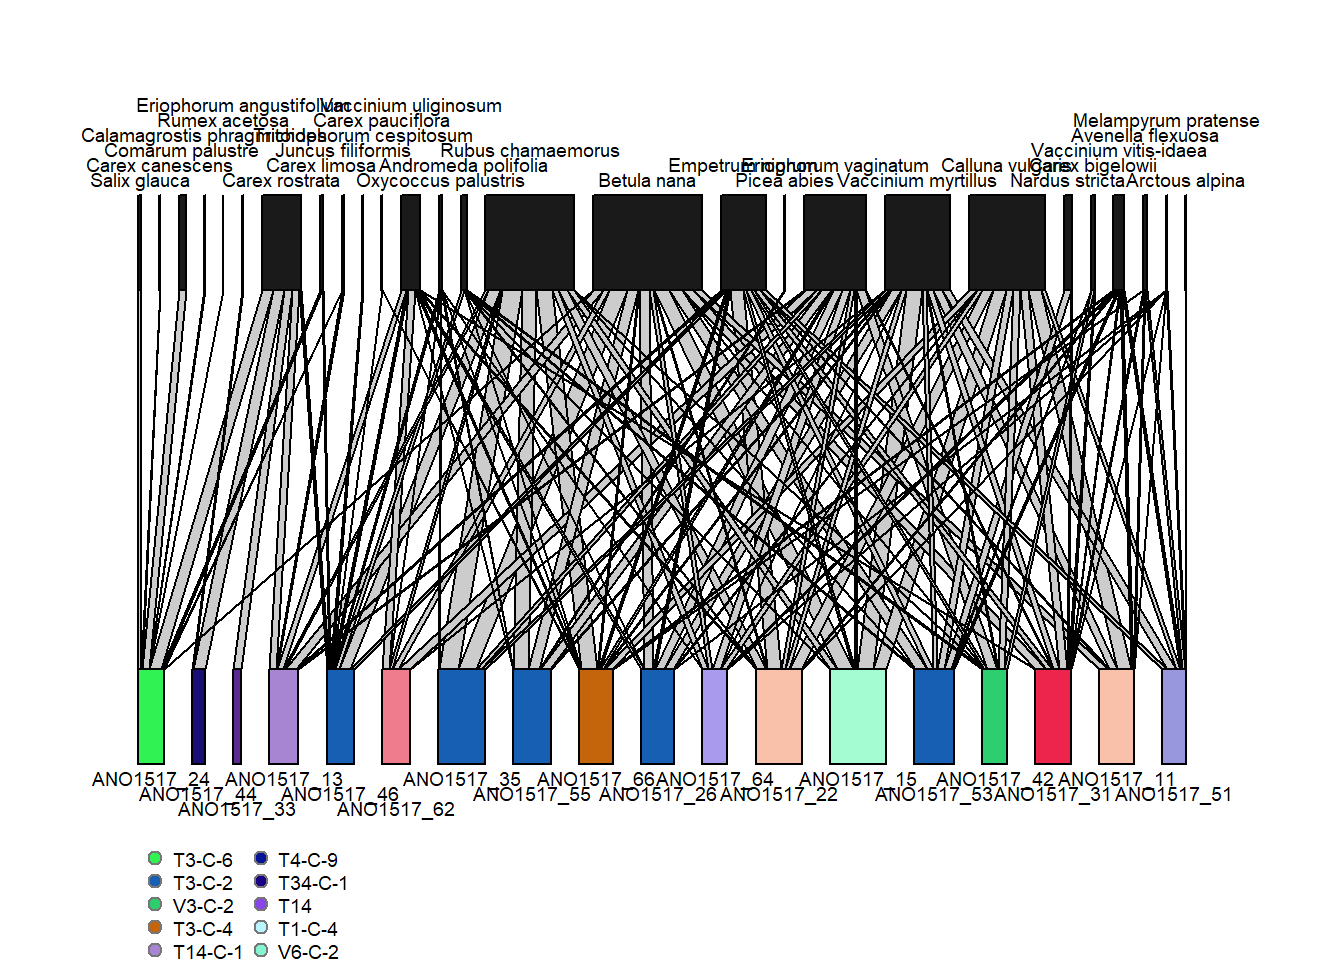 Eriophorum angustifolium Vaccinium uliginosum
Rumex acetosa Carex pauciflora Melampyrum pratense
Calamagrostis phragmitoides Trichophorum cespitosum Avenella flexuosa
Comarum palustre Juncus filiformis Rubus chamaemorus Vaccinium vitis-idaea
Carex canescens Carex limosa Andromeda polifolia Empetrum nigrum Eriophorum vaginatum Calluna vulgaris Carex bigelowii
Salix glauca Carex rostrata Oxycoccus palustris Betula nana Picea abies Vaccinium myrtillus Nardus stricta Arctous alpina
ANO1517_24 ANO1517_13 ANO1517_35 ANO1517_66 ANO1517_64 ANO1517_15 ANO1517_42 ANO1517_11
ANO1517_44 ANO1517_46 ANO1517_55 ANO1517_26 ANO1517_22 ANO1517_53 ANO1517_31 ANO1517_51
ANO1517_33 ANO1517_62
T3-C-6 T4-C-9
T3-C-2 T34-C-1
V3-C-2 T14
T3-C-4 T1-C-4
T14-C-1 V6-C-2